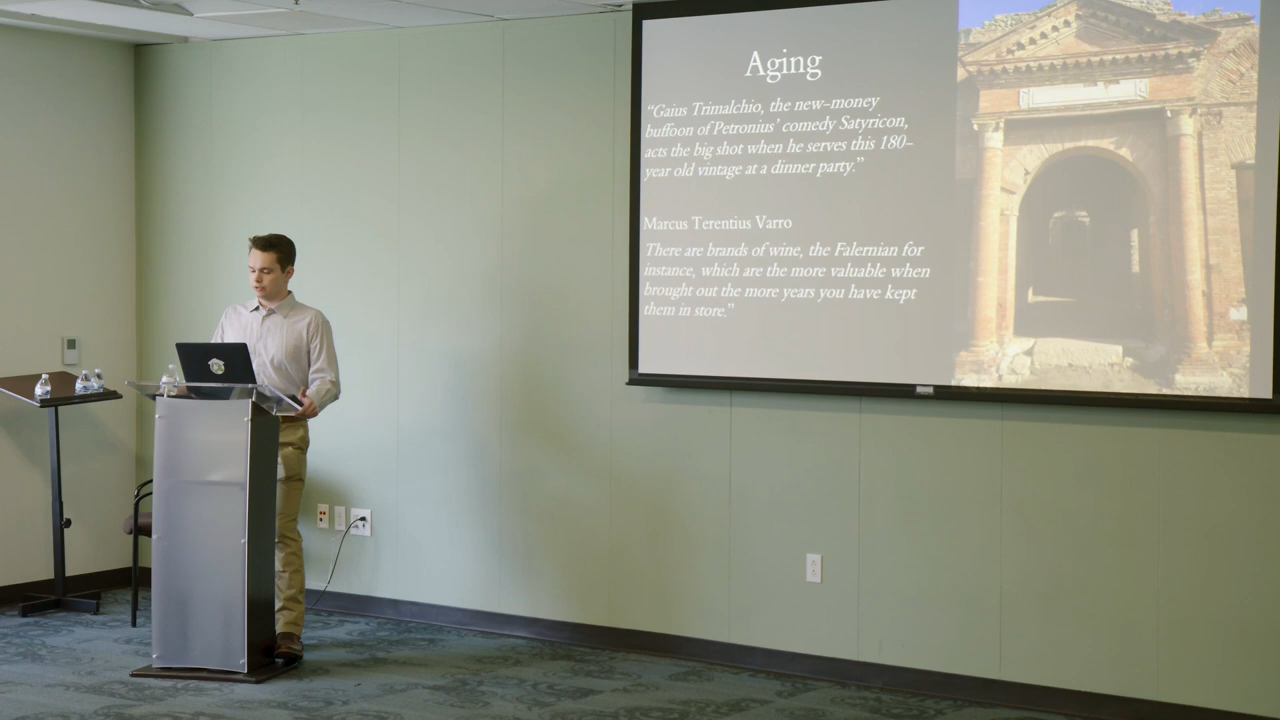 Aging
“Gaius Trimalchio, the new-money
buffoon of Petronius’ comedy Satyricon,
acts the big shot when he serves this 180-
year old vintage at a dinner party.”
Marcus Terentius Varro
There are brands of wine, the Falernian for
instance, which are the more valuable when
brought out the more years you have kept
them in store.”